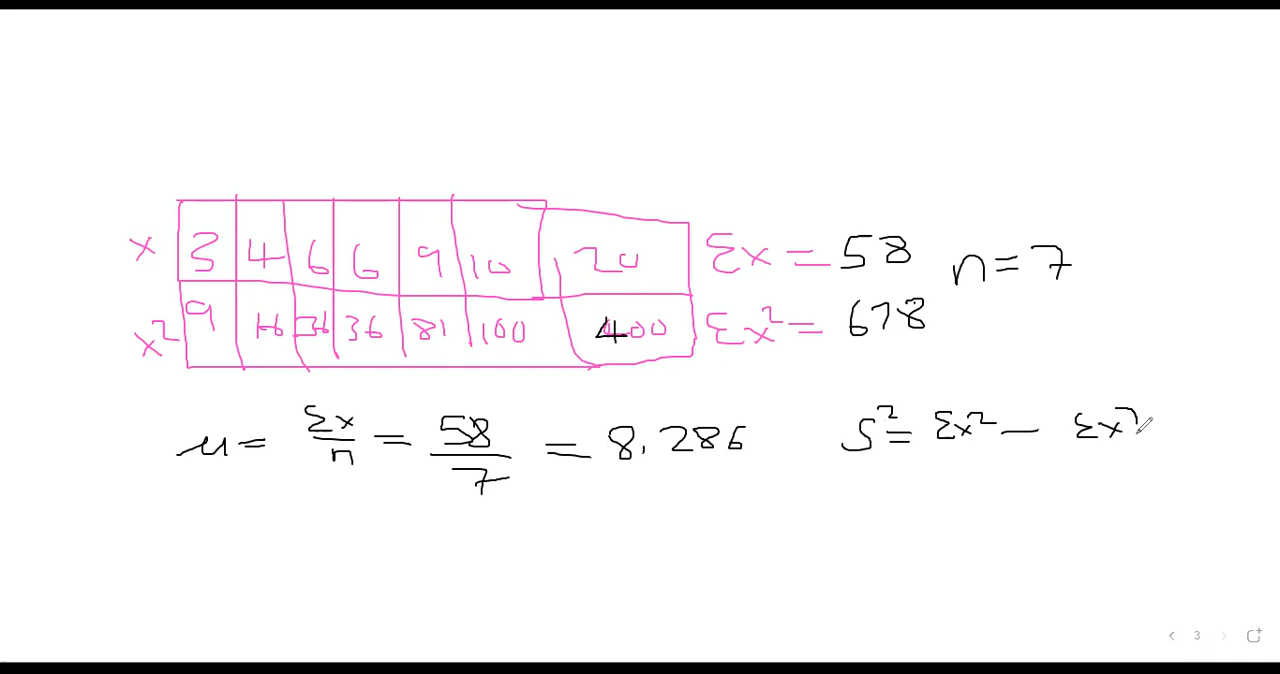 x 3 4 6 6 9 10 20 Σx = 58 n = 7
x² 9 16 36 36 81 100 400 Σx² = 678
μ = Σx/n = 58/7 = 8.286 S² = Σx² − Σx²
3